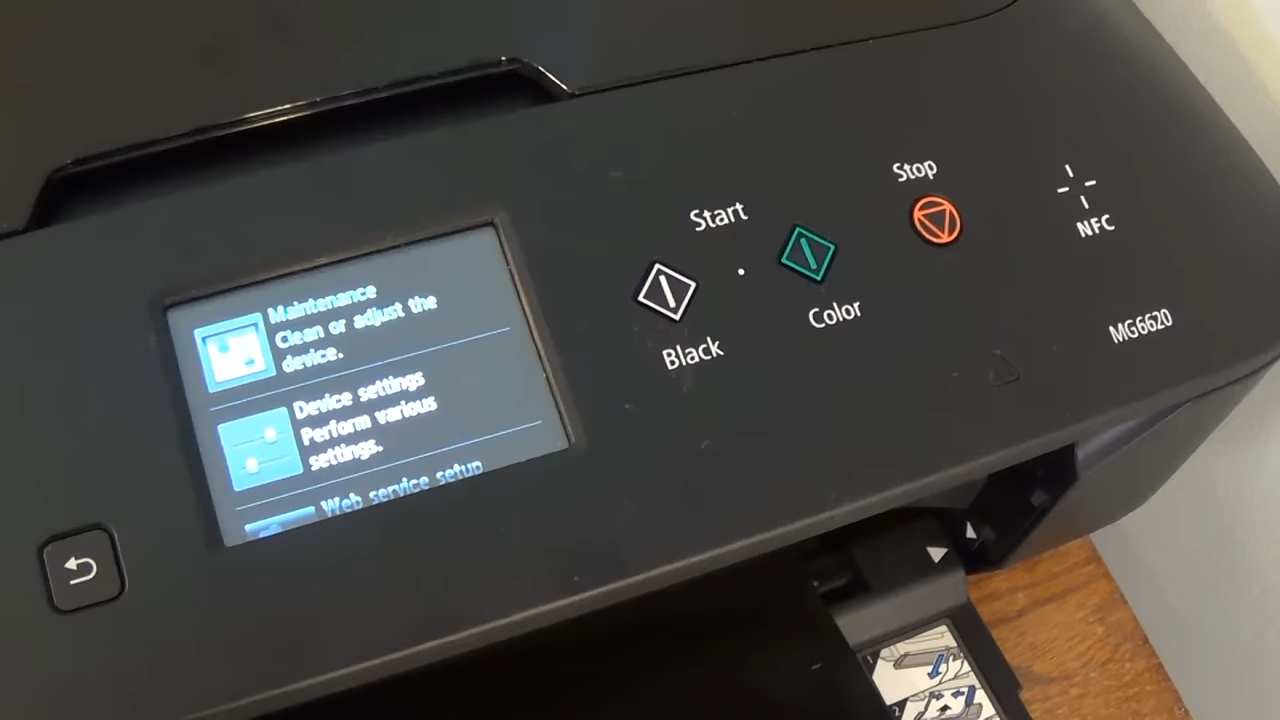 Maintenance
Clean or adjust the
device.
Device settings
Perform various
settings.
Web service setup
Start
Black
Color
Stop
NFC
MG6620
2